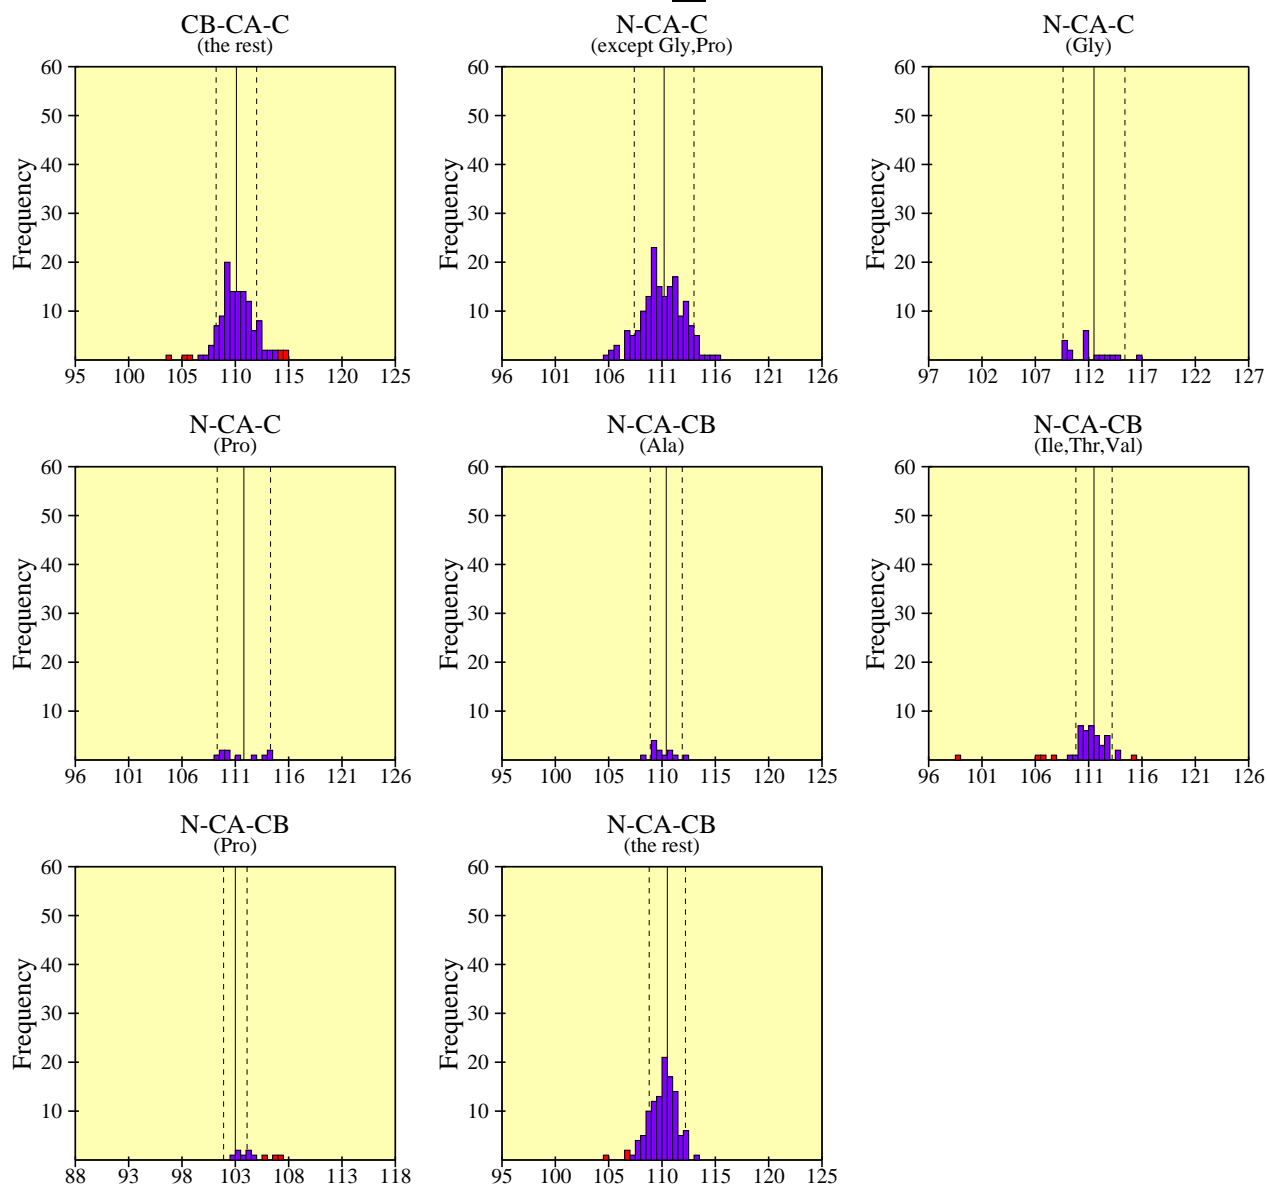 CB-CA-C
(the rest)
60
50
40
30
20
10
Frequency
95 100 105 110 115 120 125
N-CA-C
(except Gly,Pro)
60
50
40
30
20
10
Frequency
96 101 106 111 116 121 126
N-CA-C
(Gly)
60
50
40
30
20
10
Frequency
97 102 107 112 117 122 127
N-CA-C
(Pro)
60
50
40
30
20
10
Frequency
96 101 106 111 116 121 126
N-CA-CB
(Ala)
60
50
40
30
20
10
Frequency
95 100 105 110 115 120 125
N-CA-CB
(Ile,Thr,Val)
60
50
40
30
20
10
Frequency
96 101 106 111 116 121 126
N-CA-CB
(Pro)
60
50
40
30
20
10
Frequency
88 93 98 103 108 113 118
N-CA-CB
(the rest)
60
50
40
30
20
10
Frequency
95 100 105 110 115 120 125